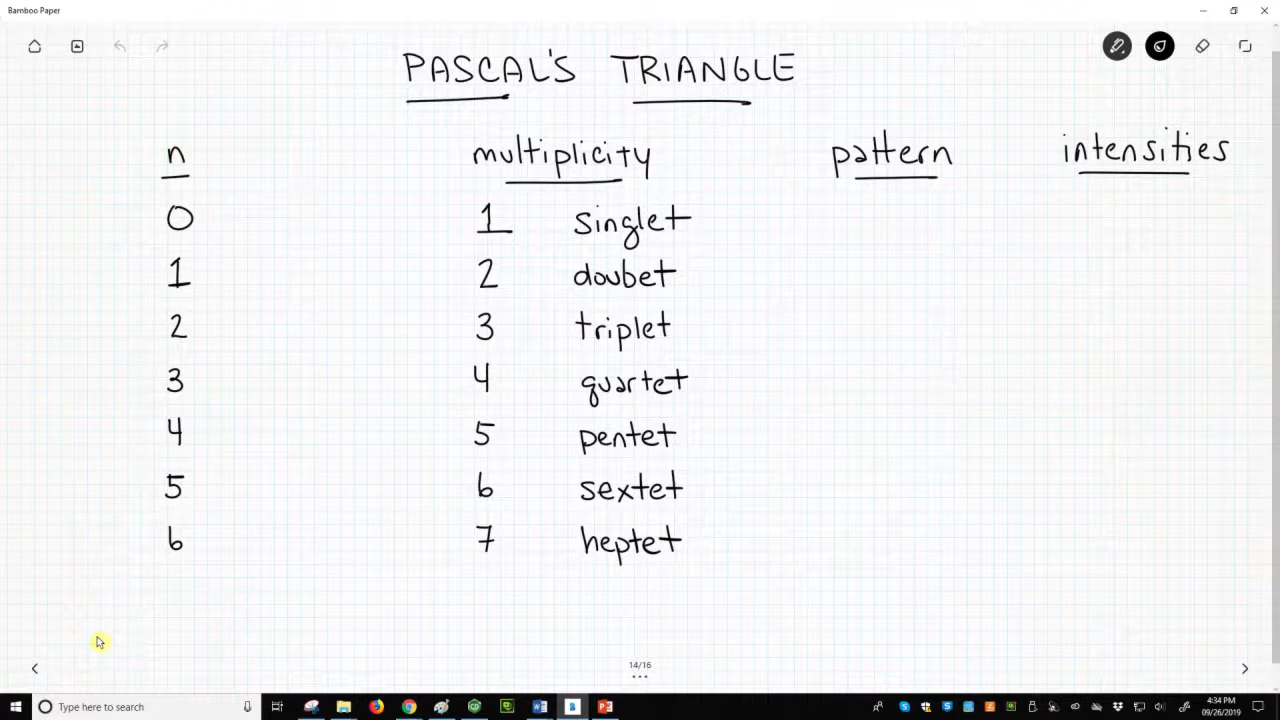 Bamboo Paper
PASCAL'S TRIANGLE
n multiplicity pattern intensities
0 1 singlet
1 2 doubet
2 3 triplet
3 4 quartet
4 5 pentet
5 6 sextet
6 7 heptet
14/16
Type here to search
4:34 PM
09/26/2019